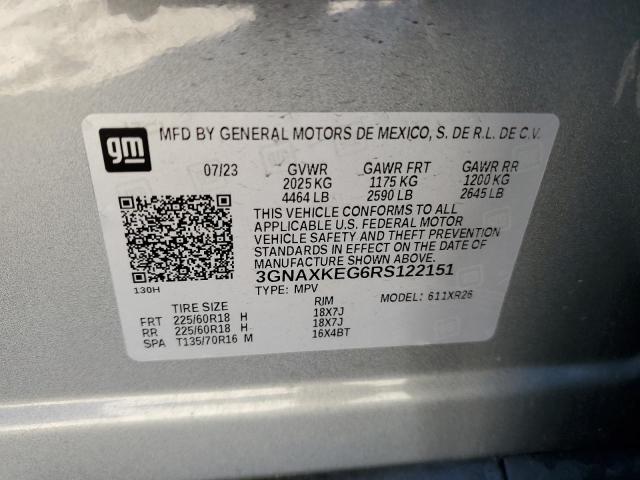 gm
MFD BY GENERAL MOTORS DE MEXICO, S. DE R.L. DE C.V.
07/23 GVWR GAWR FRT GAWR RR
2025 KG 1175 KG 1200 KG
4464 LB 2590 LB 2645 LB
THIS VEHICLE CONFORMS TO ALL
APPLICABLE U.S. FEDERAL MOTOR
VEHICLE SAFETY AND THEFT PREVENTION
STANDARDS IN EFFECT ON THE DATE OF
MANUFACTURE SHOWN ABOVE.
3GNAXKEG6RS122151
130H
TYPE: MPV MODEL: 611XR26
TIRE SIZE RIM
FRT 225/60R18 H 18X7J
RR 225/60R18 H 18X7J
SPA T135/70R16 M 16X4BT